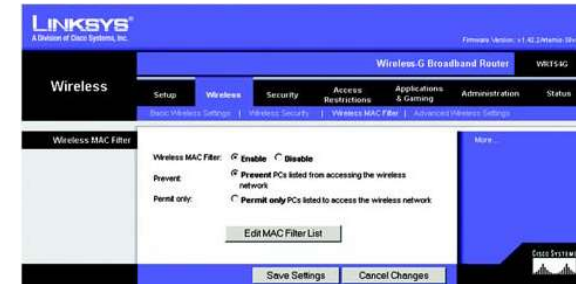 LINKSYS®
A Division of Cisco Systems, Inc.
Wireless-G Broadband Router WRT54G
Wireless
Setup Wireless Security Access Restrictions Applications & Gaming Administration Status
Basic Wireless Settings | Wireless Security | Wireless MAC Filter | Advanced Wireless Settings
Wireless MAC Filter
More...
Wireless MAC Filter: Enable Disable
Prevent: Prevent PCs listed from accessing the wireless
network
Permit only: Permit only PCs listed to access the wireless network
Edit MAC Filter List
Save Settings Cancel Changes
CISCO SYSTEMS